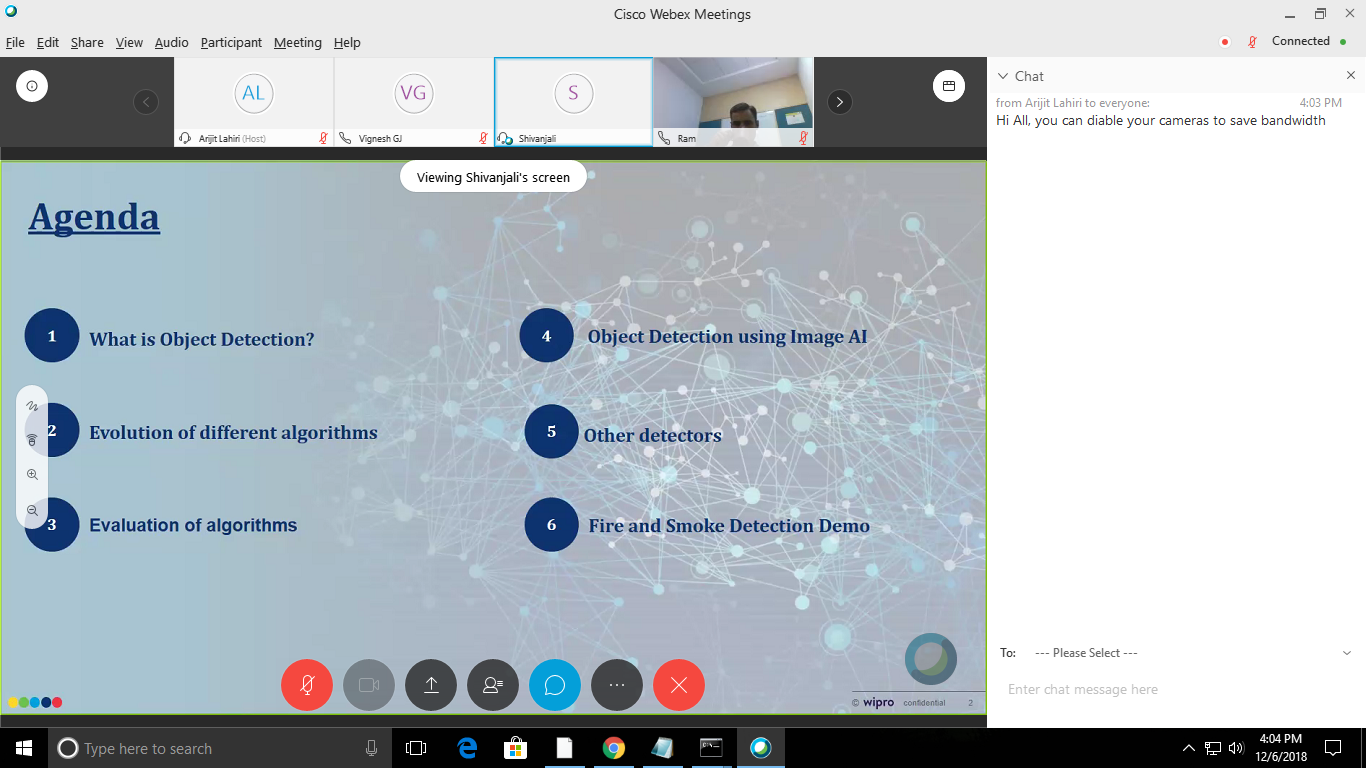 Cisco Webex Meetings
File Edit Share View Audio Participant Meeting Help
Connected
AL
Arijit Lahiri (Host)
VG
Vignesh GJ
S
Shivanjali
Ram
Viewing Shivanjali's screen
Agenda
1
What is Object Detection?
2
Evolution of different algorithms
3
Evaluation of algorithms
4
Object Detection using Image AI
5
Other detectors
6
Fire and Smoke Detection Demo
© wipro confidential 2
Chat
from Arijit Lahiri to everyone: 4:03 PM
Hi All, you can diable your cameras to save bandwidth
To: --- Please Select ---
Enter chat message here
Type here to search
4:04 PM
12/6/2018